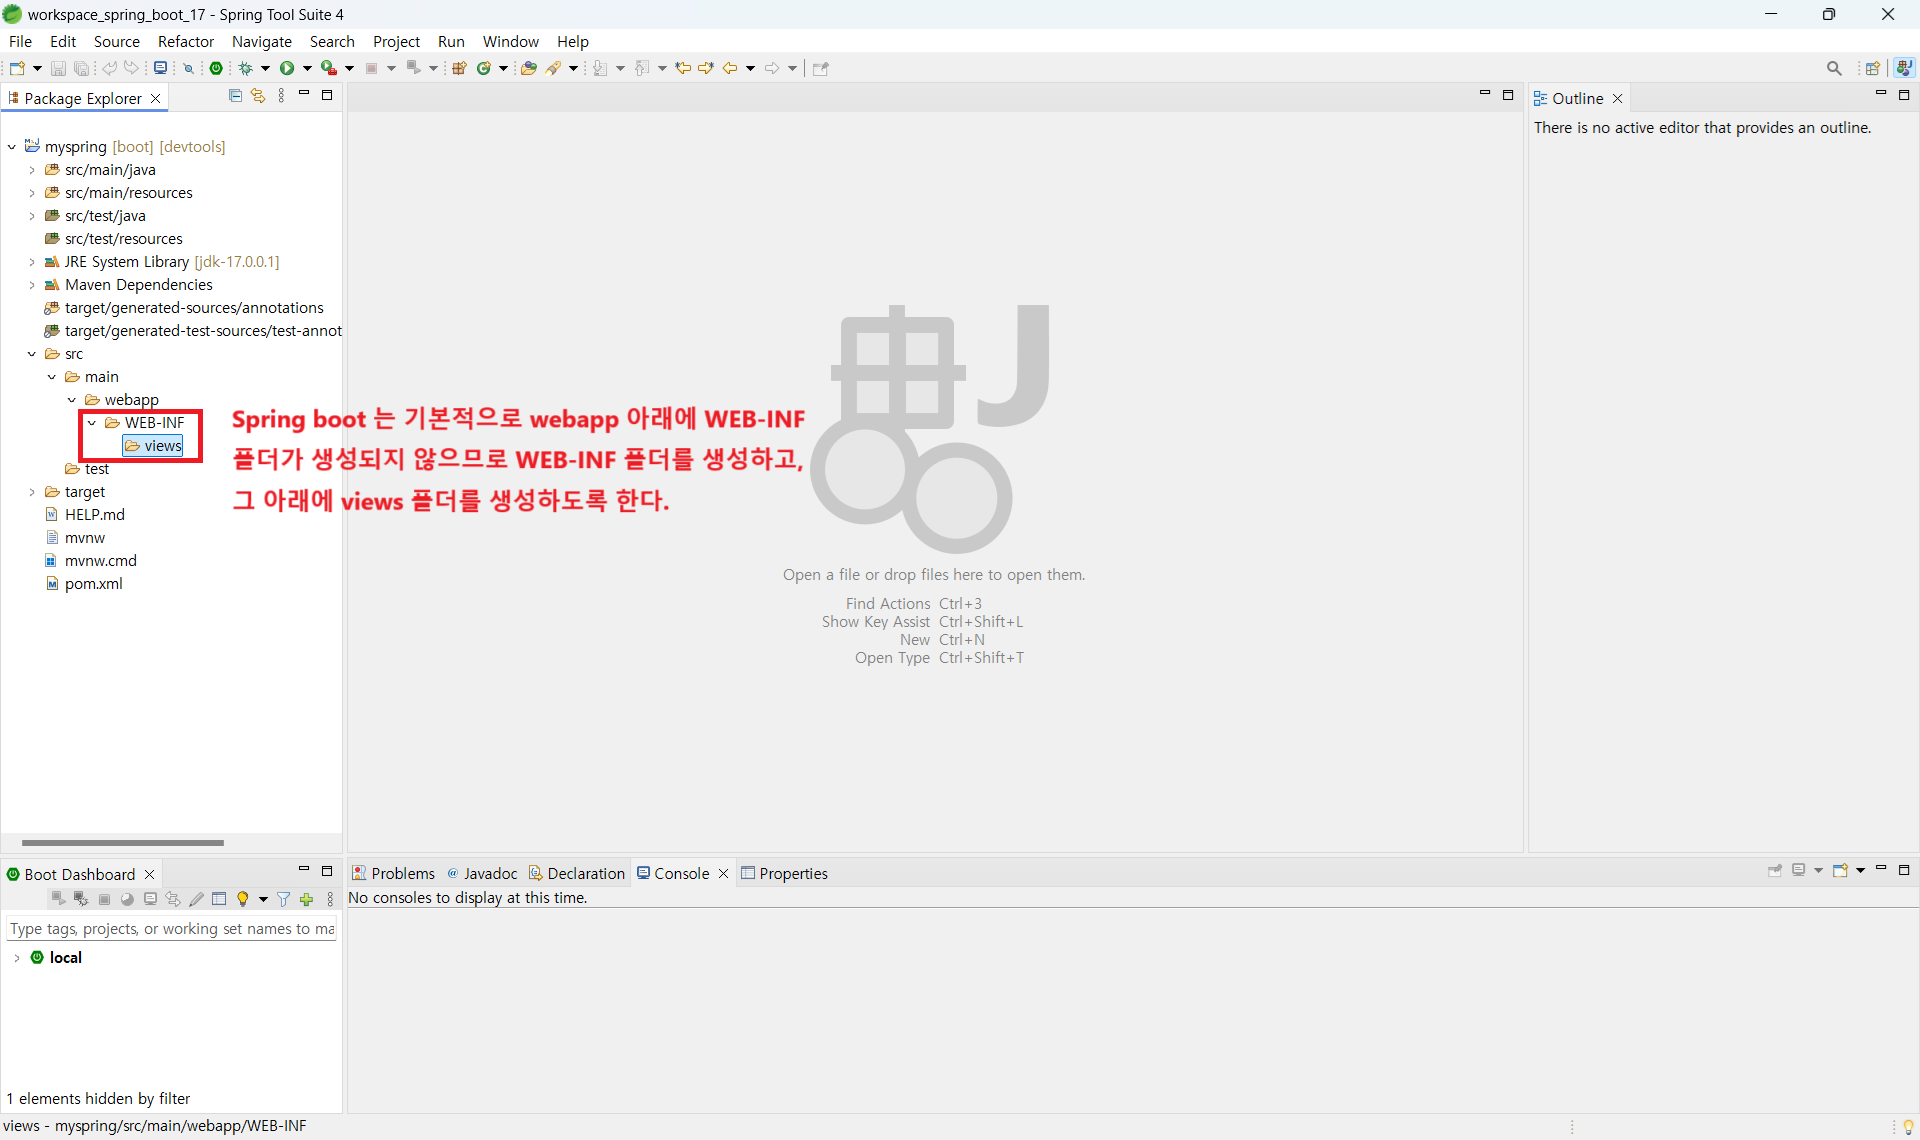 workspace_spring_boot_17 - Spring Tool Suite 4
File Edit Source Refactor Navigate Search Project Run Window Help
Package Explorer
myspring [boot] [devtools]
src/main/java
src/main/resources
src/test/java
src/test/resources
JRE System Library [jdk-17.0.0.1]
Maven Dependencies
target/generated-sources/annotations
target/generated-test-sources/test-annot
src
main
webapp
WEB-INF
views
test
target
HELP.md
mvnw
mvnw.cmd
pom.xml
Spring boot 는 기본적으로 webapp 아래에 WEB-INF
폴더가 생성되지 않으므로 WEB-INF 폴더를 생성하고,
그 아래에 views 폴더를 생성하도록 한다.
Open a file or drop files here to open them.
Find Actions Ctrl+3
Show Key Assist Ctrl+Shift+L
New Ctrl+N
Open Type Ctrl+Shift+T
Outline
There is no active editor that provides an outline.
Boot Dashboard
Type tags, projects, or working set names to ma
local
1 elements hidden by filter
Problems Javadoc Declaration Console Properties
No consoles to display at this time.
views - myspring/src/main/webapp/WEB-INF